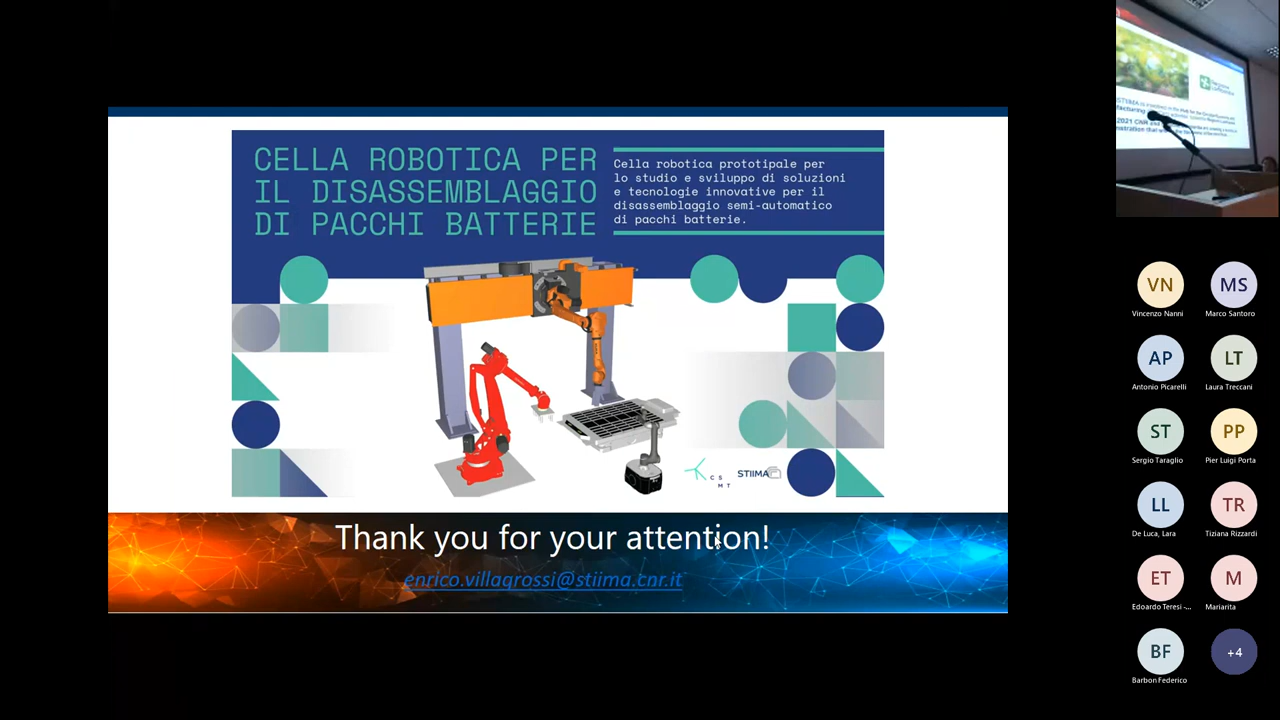 CELLA ROBOTICA PER
IL DISASSEMBLAGGIO
DI PACCHI BATTERIE
Cella robotica prototipale per
lo studio e sviluppo di soluzioni
e tecnologie innovative per il
disassemblaggio semi-automatico
di pacchi batterie.
C S
M T
STIIMA
Thank you for your attention!
enrico.villagrossi@stiima.cnr.it
VN
Vincenzo Nanni
MS
Marco Santoro
AP
Antonio Picarelli
LT
Laura Treccani
ST
Sergio Taraglio
PP
Pier Luigi Porta
LL
De Luca, Lara
TR
Tiziana Rizzardi
ET
Edoardo Teresi -...
M
Mariarita
BF
Barbon Federico
+4